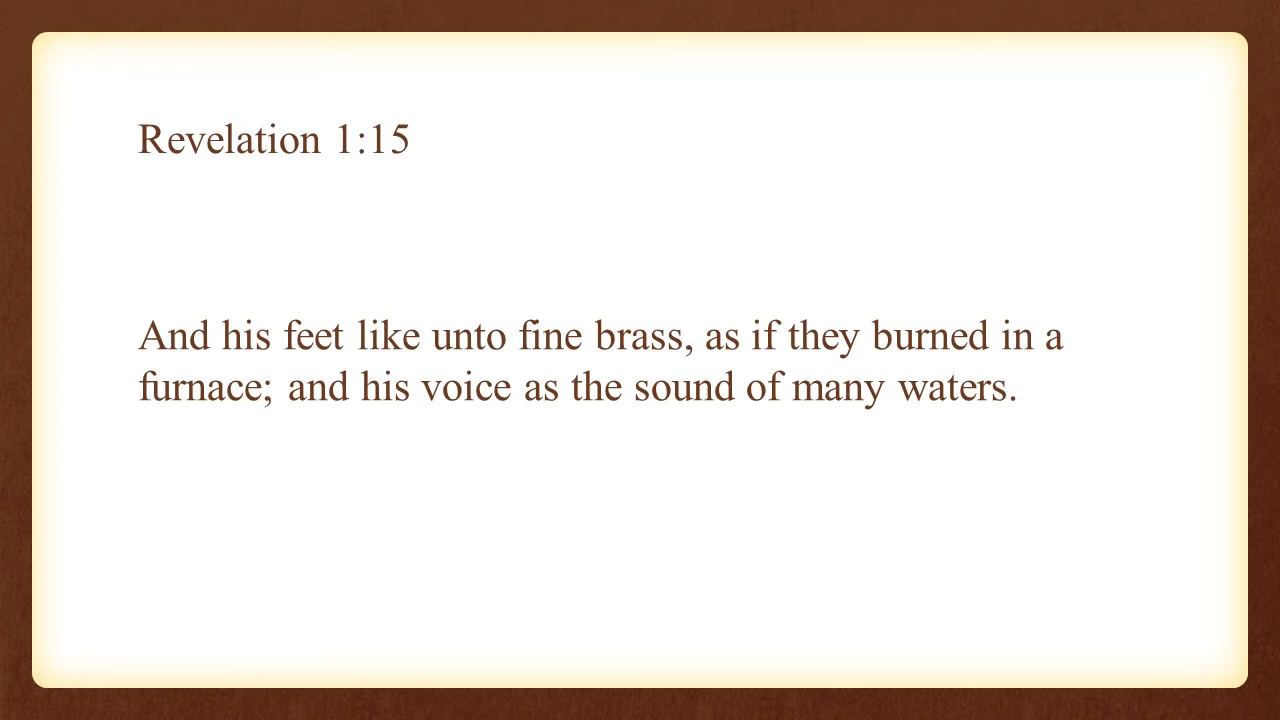 Revelation 1:15
And his feet like unto fine brass, as if they burned in a
furnace; and his voice as the sound of many waters.